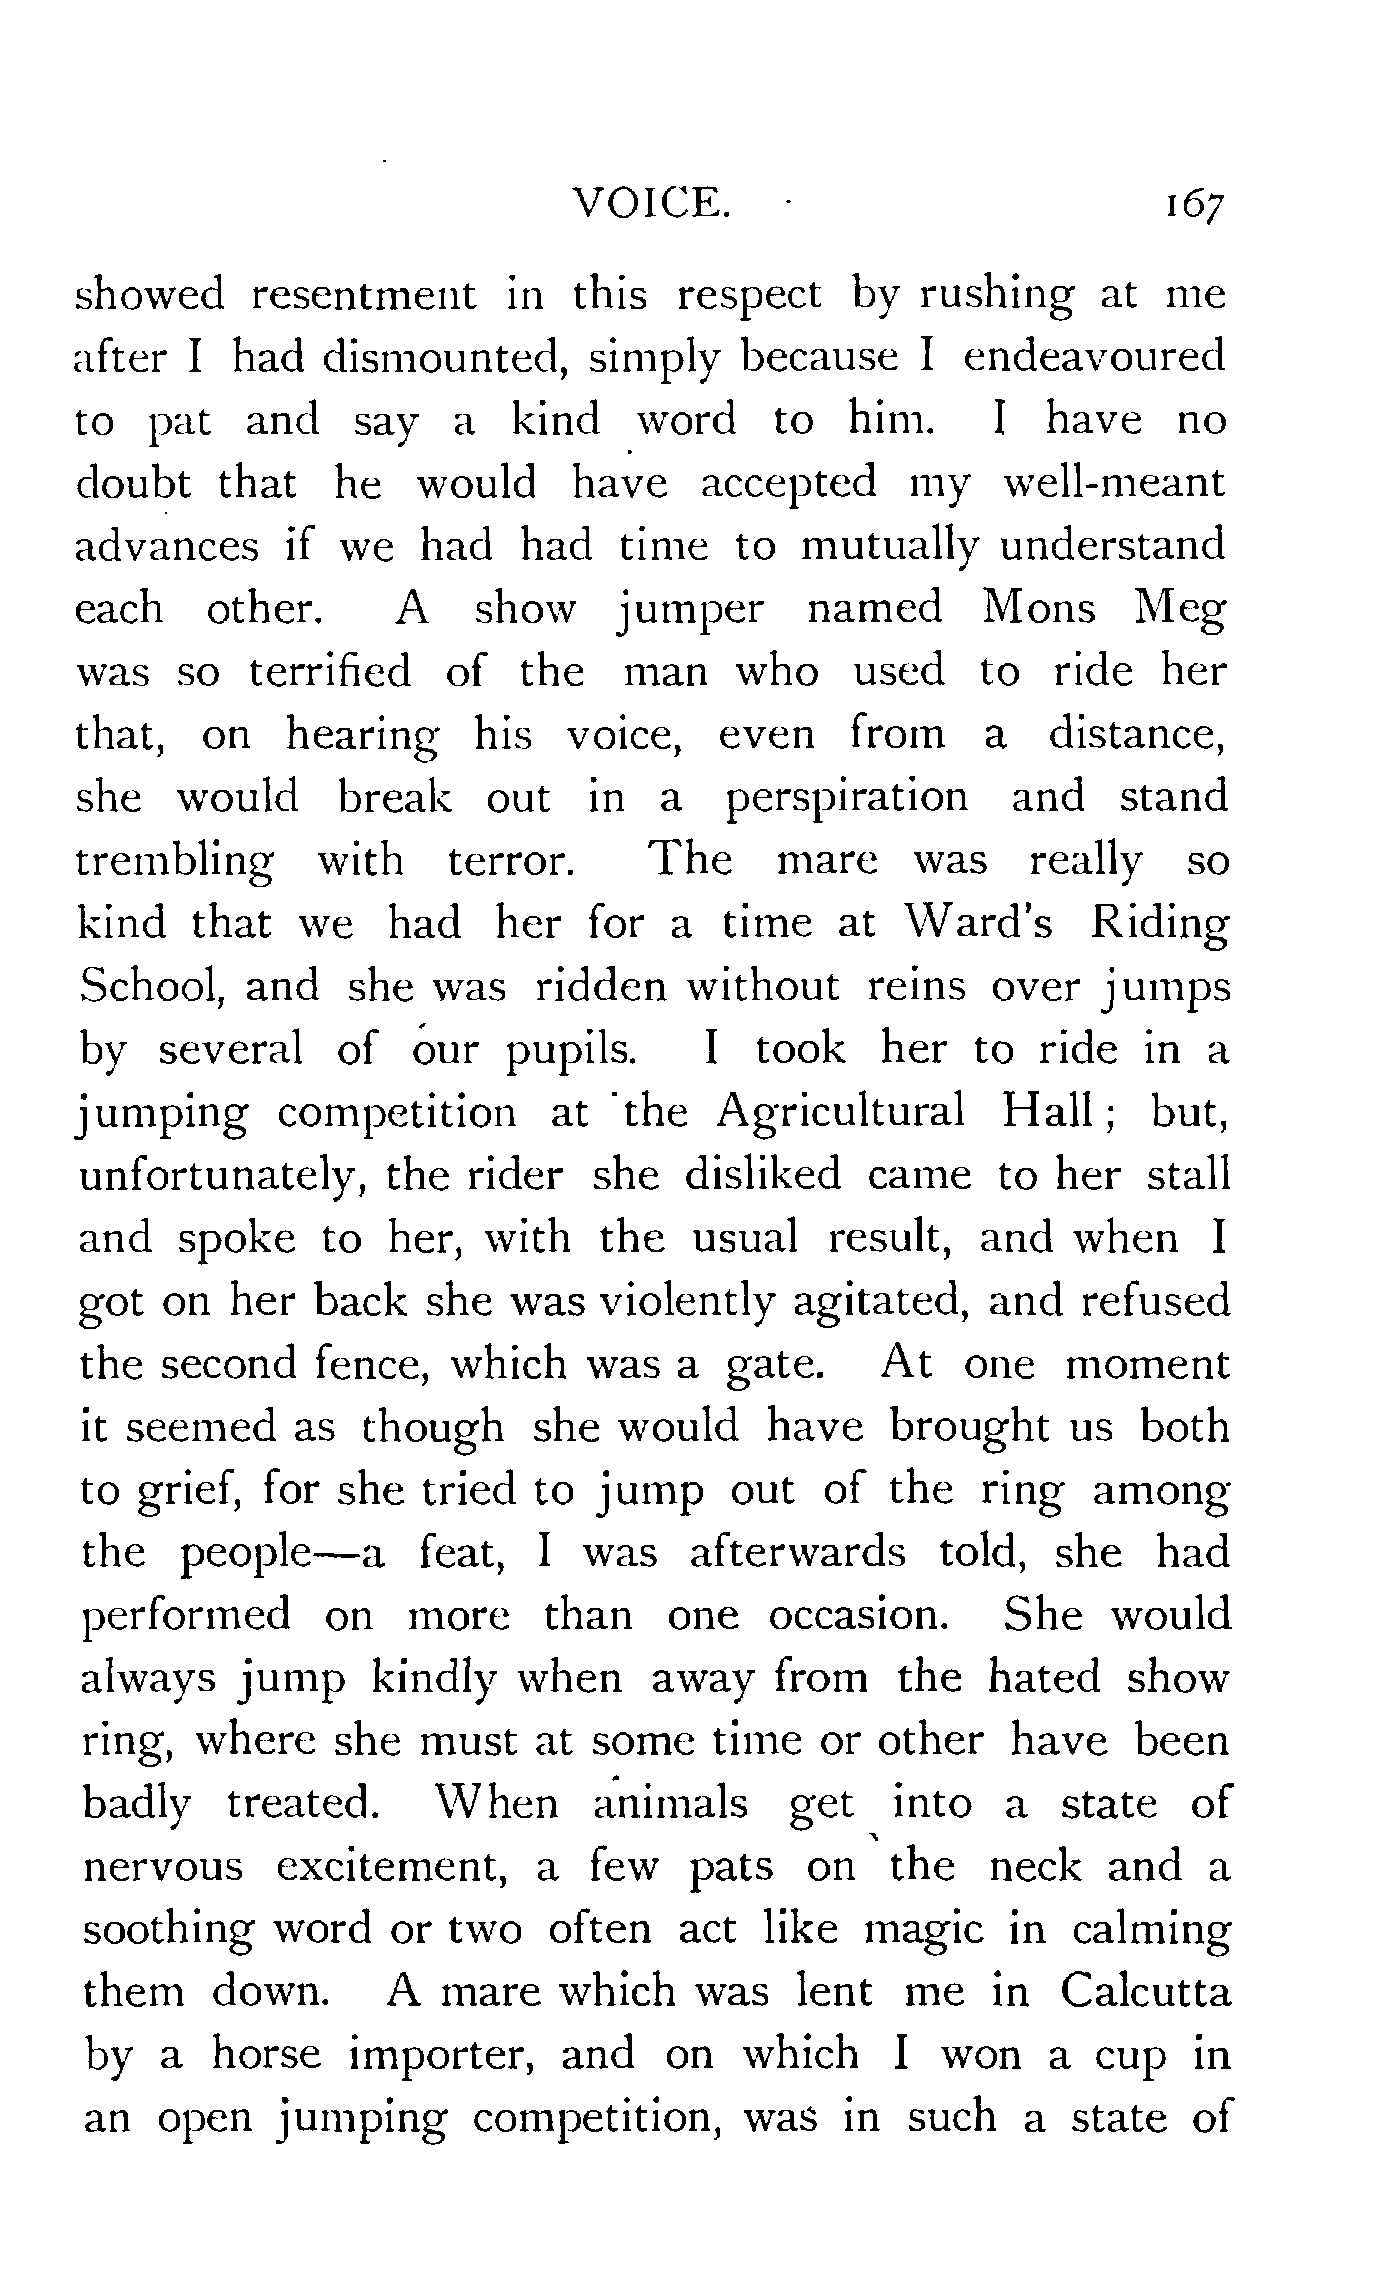 VOICE. 167
showed resentment in this respect by rushing at me
after I had dismounted, simply because I endeavoured
to pat and say a kind word to him. I have no
doubt that he would have accepted my well-meant
advances if we had had time to mutually understand
each other. A show jumper named Mons Meg
was so terrified of the man who used to ride her
that, on hearing his voice, even from a distance,
she would break out in a perspiration and stand
trembling with terror. The mare was really so
kind that we had her for a time at Ward's Riding
School, and she was ridden without reins over jumps
by several of our pupils. I took her to ride in a
jumping competition at the Agricultural Hall; but,
unfortunately, the rider she disliked came to her stall
and spoke to her, with the usual result, and when I
got on her back she was violently agitated, and refused
the second fence, which was a gate. At one moment
it seemed as though she would have brought us both
to grief, for she tried to jump out of the ring among
the people—a feat, I was afterwards told, she had
performed on more than one occasion. She would
always jump kindly when away from the hated show
ring, where she must at some time or other have been
badly treated. When animals get into a state of
nervous excitement, a few pats on the neck and a
soothing word or two often act like magic in calming
them down. A mare which was lent me in Calcutta
by a horse importer, and on which I won a cup in
an open jumping competition, was in such a state of